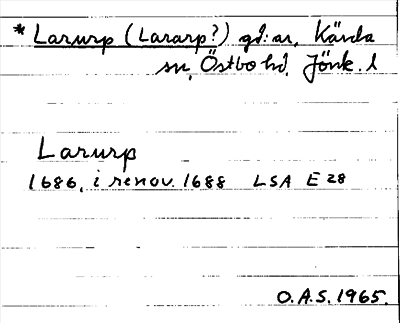 * Larurp (Lararp?) gd:ar, Kärda
sn, Östbo hd, Jönk. l
Larurp
1686, i renov. 1688 LSA E 28
O.A.S. 1965.